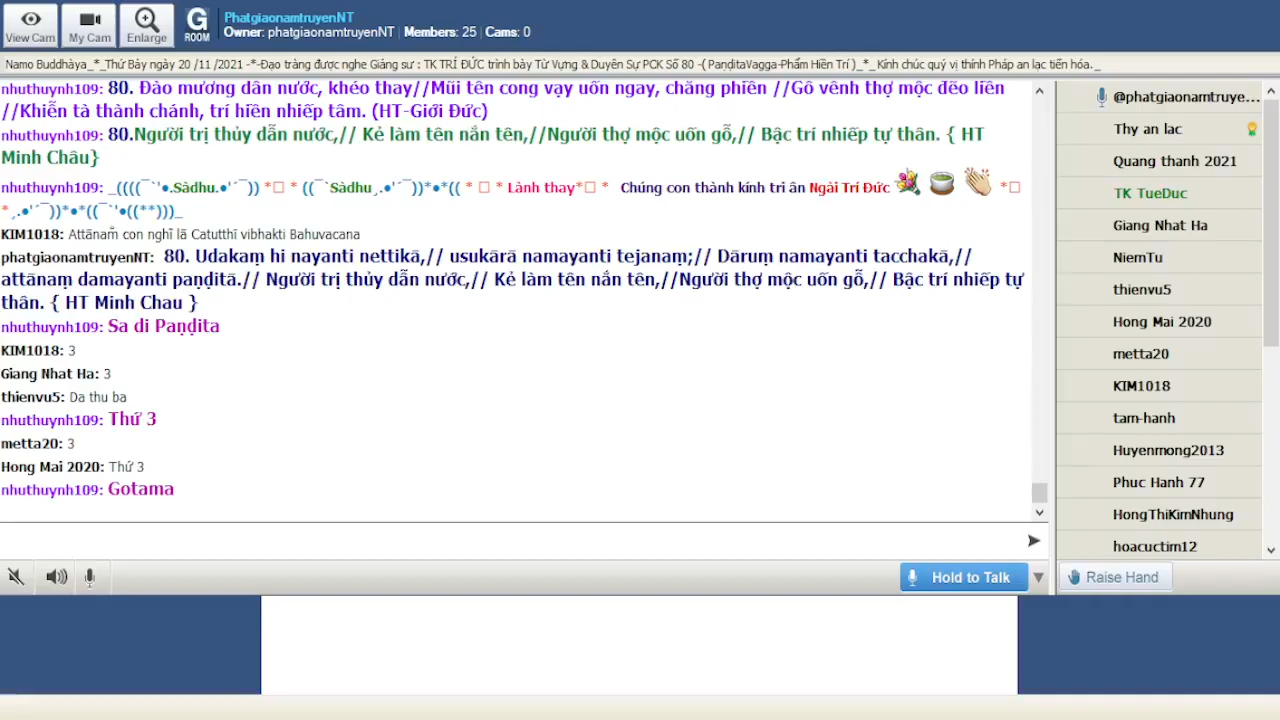 View Cam
My Cam
Enlarge
G
ROOM
PhatgiaonamtruyenNT
Owner: phatgiaonamtruyenNT | Members: 25 | Cams: 0
Namo Buddhàya_*_Thứ Bảy ngày 20 /11 /2021 -*-Đạo tràng được nghe Giảng sư : TK TRÍ ĐỨC trình bày Từ Vựng & Duyên Sự PCK Số 80 -( PaṇḍitaVagga-Phẩm Hiền Trí )_*_ Kính chúc quý vị thính Pháp an lạc tiến hóa._
nhuthuynh109: 80. Đào mương dẫn nước, khéo thay//Mũi tên cong vạy uốn ngay, chẳng phiền //Gồ vênh thợ mộc đẽo liền
//Khiễn tà thành chánh, trí hiền nhiếp tâm. (HT-Giới Đức)
nhuthuynh109: 80.Người trị thủy dẫn nước,// Kẻ làm tên nắn tên,//Người thợ mộc uốn gỗ,// Bậc trí nhiếp tự thân. { HT
Minh Châu}
nhuthuynh109: _((((¯`'•.Sàdhu.•'´¯)) *□ * ((¯`Sàdhu¸.•'´¯))*•*(( * □ * Lành thay*□ * Chúng con thành kính tri ân Ngài Trí Đức 💐 🍵 👏 *□
*¸.•'´¯))*•*((¯`'•((**)))_
KIM1018: Attānaṁ con nghĩ là Catutthī vibhakti Bahuvacana
phatgiaonamtruyenNT: 80. Udakaṃ hi nayanti nettikā,// usukārā namayanti tejanaṃ;// Dāruṃ namayanti tacchakā,//
attānaṃ damayanti paṇḍitā.// Người trị thủy dẫn nước,// Kẻ làm tên nắn tên,//Người thợ mộc uốn gỗ,// Bậc trí nhiếp tự
thân. { HT Minh Chau }
nhuthuynh109: Sa di Paṇḍita
KIM1018: 3
Giang Nhat Ha: 3
thienvu5: Da thu ba
nhuthuynh109: Thứ 3
metta20: 3
Hong Mai 2020: Thứ 3
nhuthuynh109: Gotama
Hold to Talk
@phatgiaonamtruye...
Thy an lac
Quang thanh 2021
TK TueDuc
Giang Nhat Ha
NiemTu
thienvu5
Hong Mai 2020
metta20
KIM1018
tam-hanh
Huyenmong2013
Phuc Hanh 77
HongThiKimNhung
hoacuctim12
Raise Hand